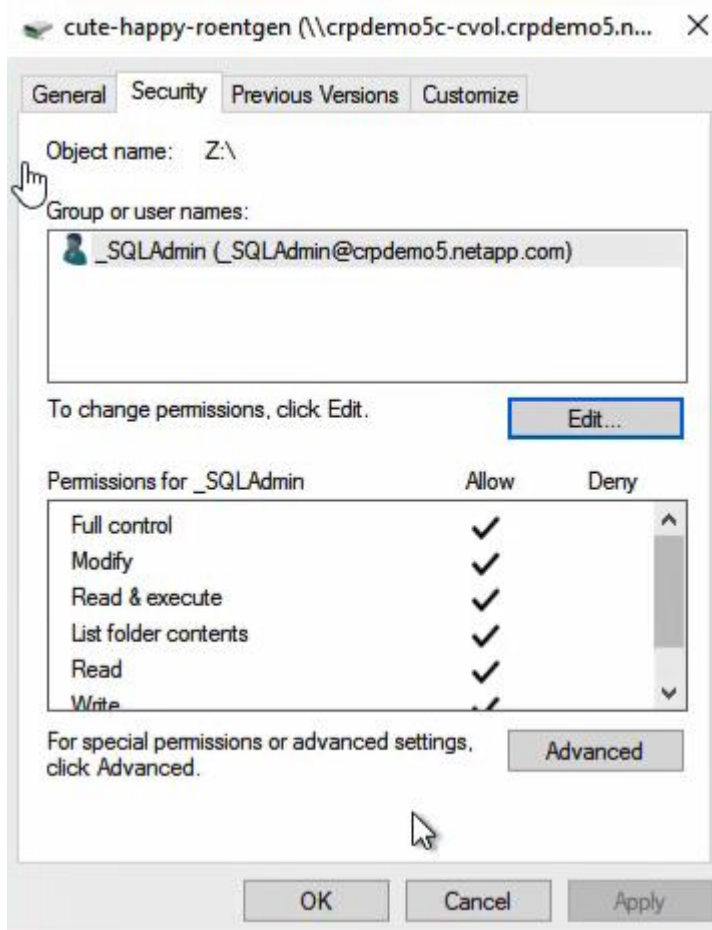 cute-happy-roentgen (\\crpdemo5c-cvol.crpdemo5.n...
General Security Previous Versions Customize
Object name: Z:\
Group or user names:
_SQLAdmin (_SQLAdmin@crpdemo5.netapp.com)
To change permissions, click Edit.
Edit...
Permissions for _SQLAdmin Allow Deny
Full control
Modify
Read & execute
List folder contents
Read
Write
For special permissions or advanced settings,
click Advanced.
Advanced
OK Cancel Apply